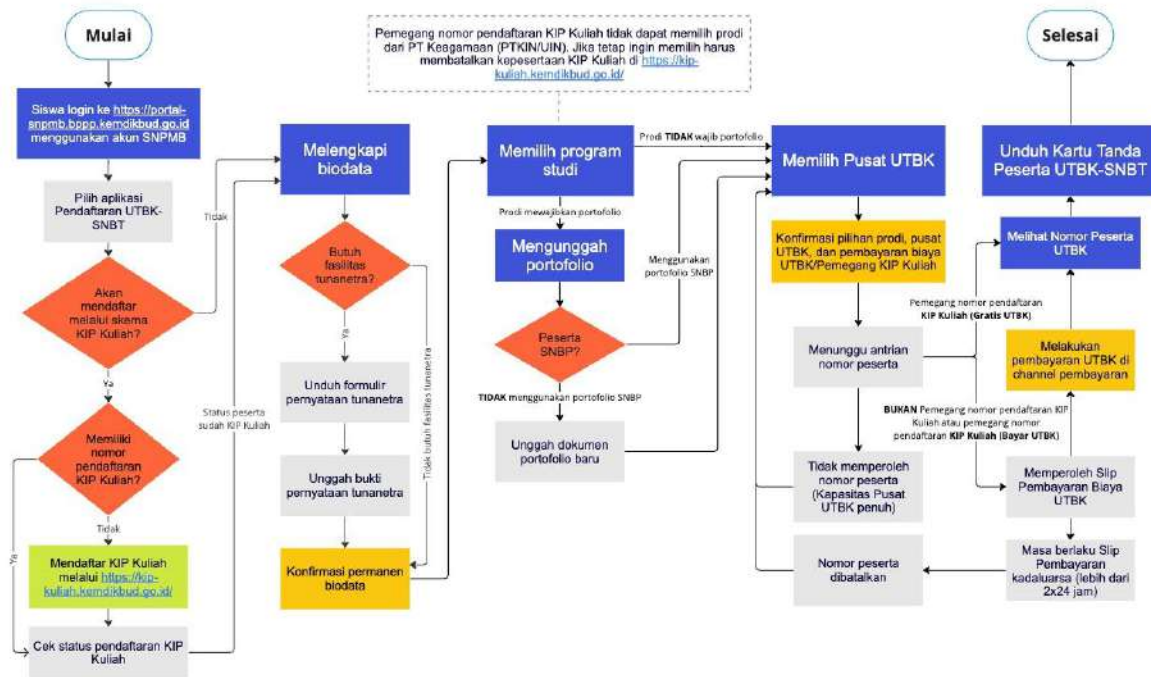 Mulai
Siswa login ke https://portal-
snpmb.bppp.kemdikbud.go.id
menggunakan akun SNPMB
Pilih aplikasi
Pendaftaran UTBK-
SNBT
Akan
mendaftar
melalui skema
KIP Kuliah?
Tidak
Ya
Memiliki
nomor
pendaftaran
KIP Kuliah?
Ya
Tidak
Mendaftar KIP Kuliah
melalui https://kip-
kuliah.kemdikbud.go.id/
Cek status pendaftaran KIP
Kuliah
Status peserta
sudah KIP Kuliah
Melengkapi
biodata
Butuh
fasilitas
tunanetra?
Ya
Tidak butuh fasilitas tunanetra
Unduh formulir
pernyataan tunanetra
Unggah bukti
pernyataan tunanetra
Konfirmasi permanen
biodata
Pemegang nomor pendaftaran KIP Kuliah tidak dapat memilih prodi
dari PT Keagamaan (PTKIN/UIN). Jika tetap ingin memilih harus
membatalkan kepesertaan KIP Kuliah di https://kip-
kuliah.kemdikbud.go.id/
Memilih program
studi
Prodi TIDAK wajib portofolio
Prodi mewajibkan portofolio
Mengunggah
portofolio
Menggunakan
portofolio SNBP
Peserta
SNBP?
TIDAK menggunakan portofolio SNBP
Unggah dokumen
portofolio baru
Memilih Pusat UTBK
Konfirmasi pilihan prodi, pusat
UTBK, dan pembayaran biaya
UTBK/Pemegang KIP Kuliah
Menunggu antrian
nomor peserta
Pemegang nomor pendaftaran
KIP Kuliah (Gratis UTBK)
BUKAN Pemegang nomor pendaftaran KIP
Kuliah atau pemegang nomor
pendaftaran KIP Kuliah (Bayar UTBK)
Tidak memperoleh
nomor peserta
(Kapasitas Pusat
UTBK penuh)
Nomor peserta
dibatalkan
Selesai
Unduh Kartu Tanda
Peserta UTBK-SNBT
Melihat Nomor Peserta
UTBK
Melakukan
pembayaran UTBK di
channel pembayaran
Memperoleh Slip
Pembayaran Biaya
UTBK
Masa berlaku Slip
Pembayaran
kadaluarsa (lebih dari
2x24 jam)